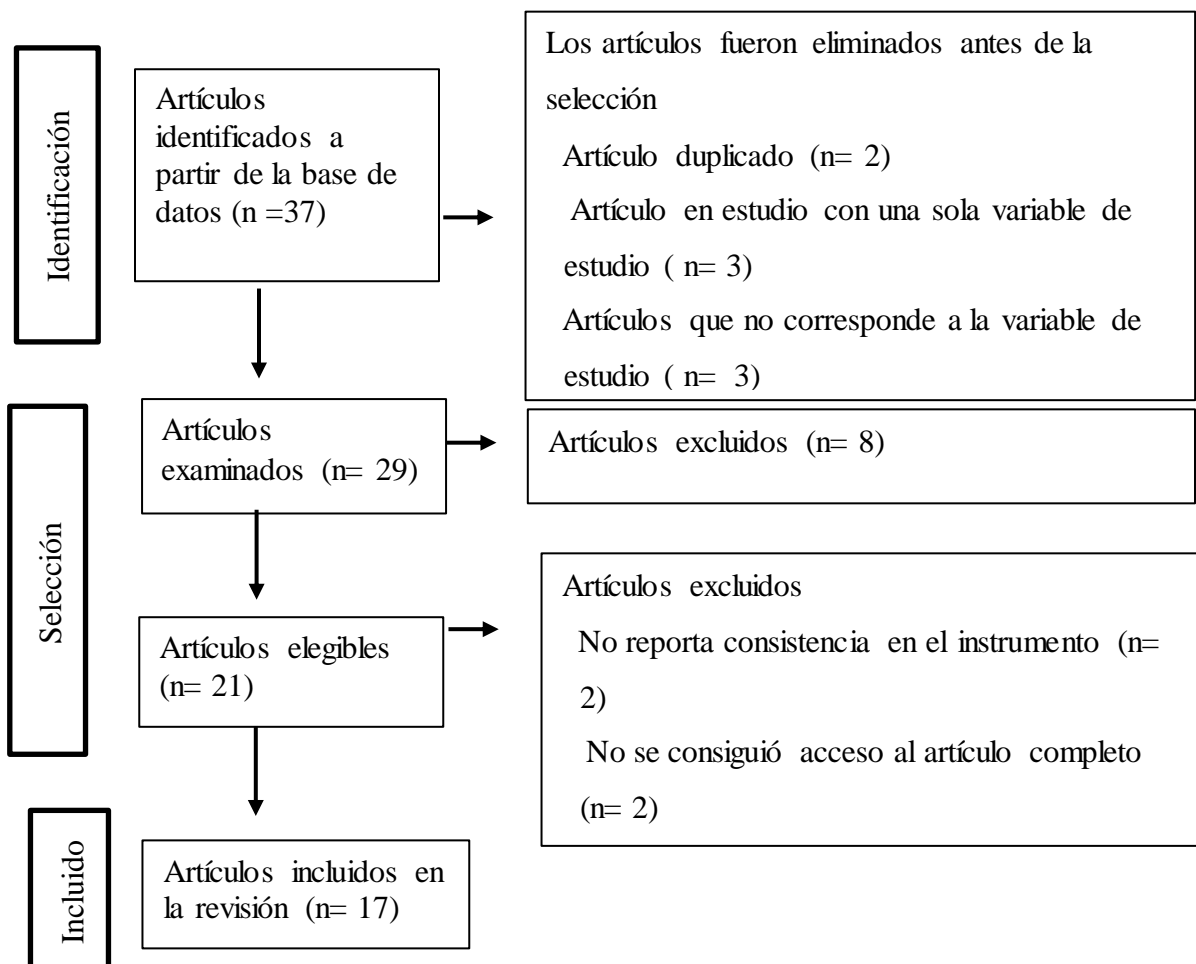 Identificación
Artículos
identificados a
partir de la base de
datos (n =37)
Los artículos fueron eliminados antes de la
selección
Artículo duplicado (n= 2)
Artículo en estudio con una sola variable de
estudio ( n= 3)
Artículos que no corresponde a la variable de
estudio ( n= 3)
Selección
Artículos
examinados (n= 29)
Artículos excluidos (n= 8)
Artículos elegibles
(n= 21)
Artículos excluidos
No reporta consistencia en el instrumento (n=
2)
No se consiguió acceso al artículo completo
(n= 2)
Incluido
Artículos incluidos en
la revisión (n= 17)